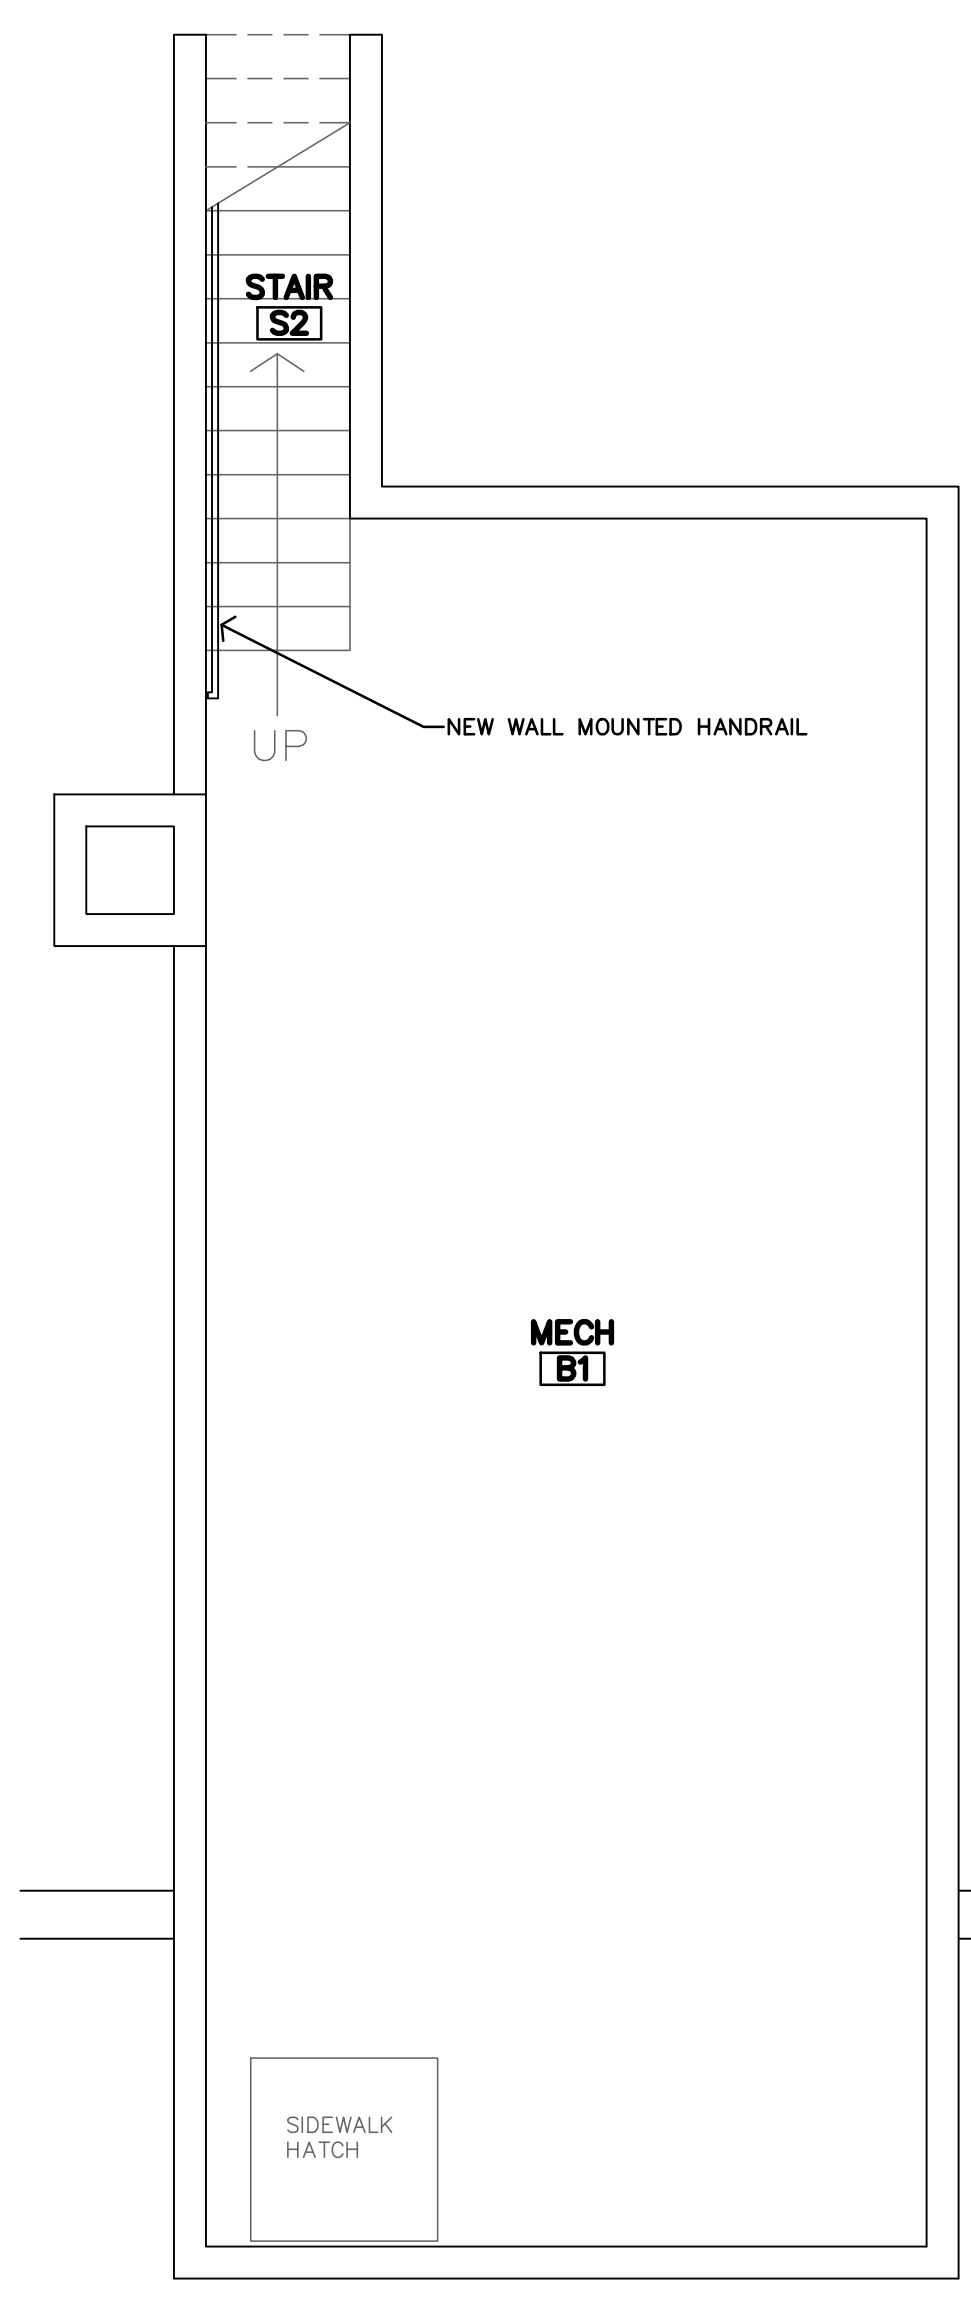 STAIR
S2
NEW WALL MOUNTED HANDRAIL
UP
MECH
B1
SIDEWALK
HATCH